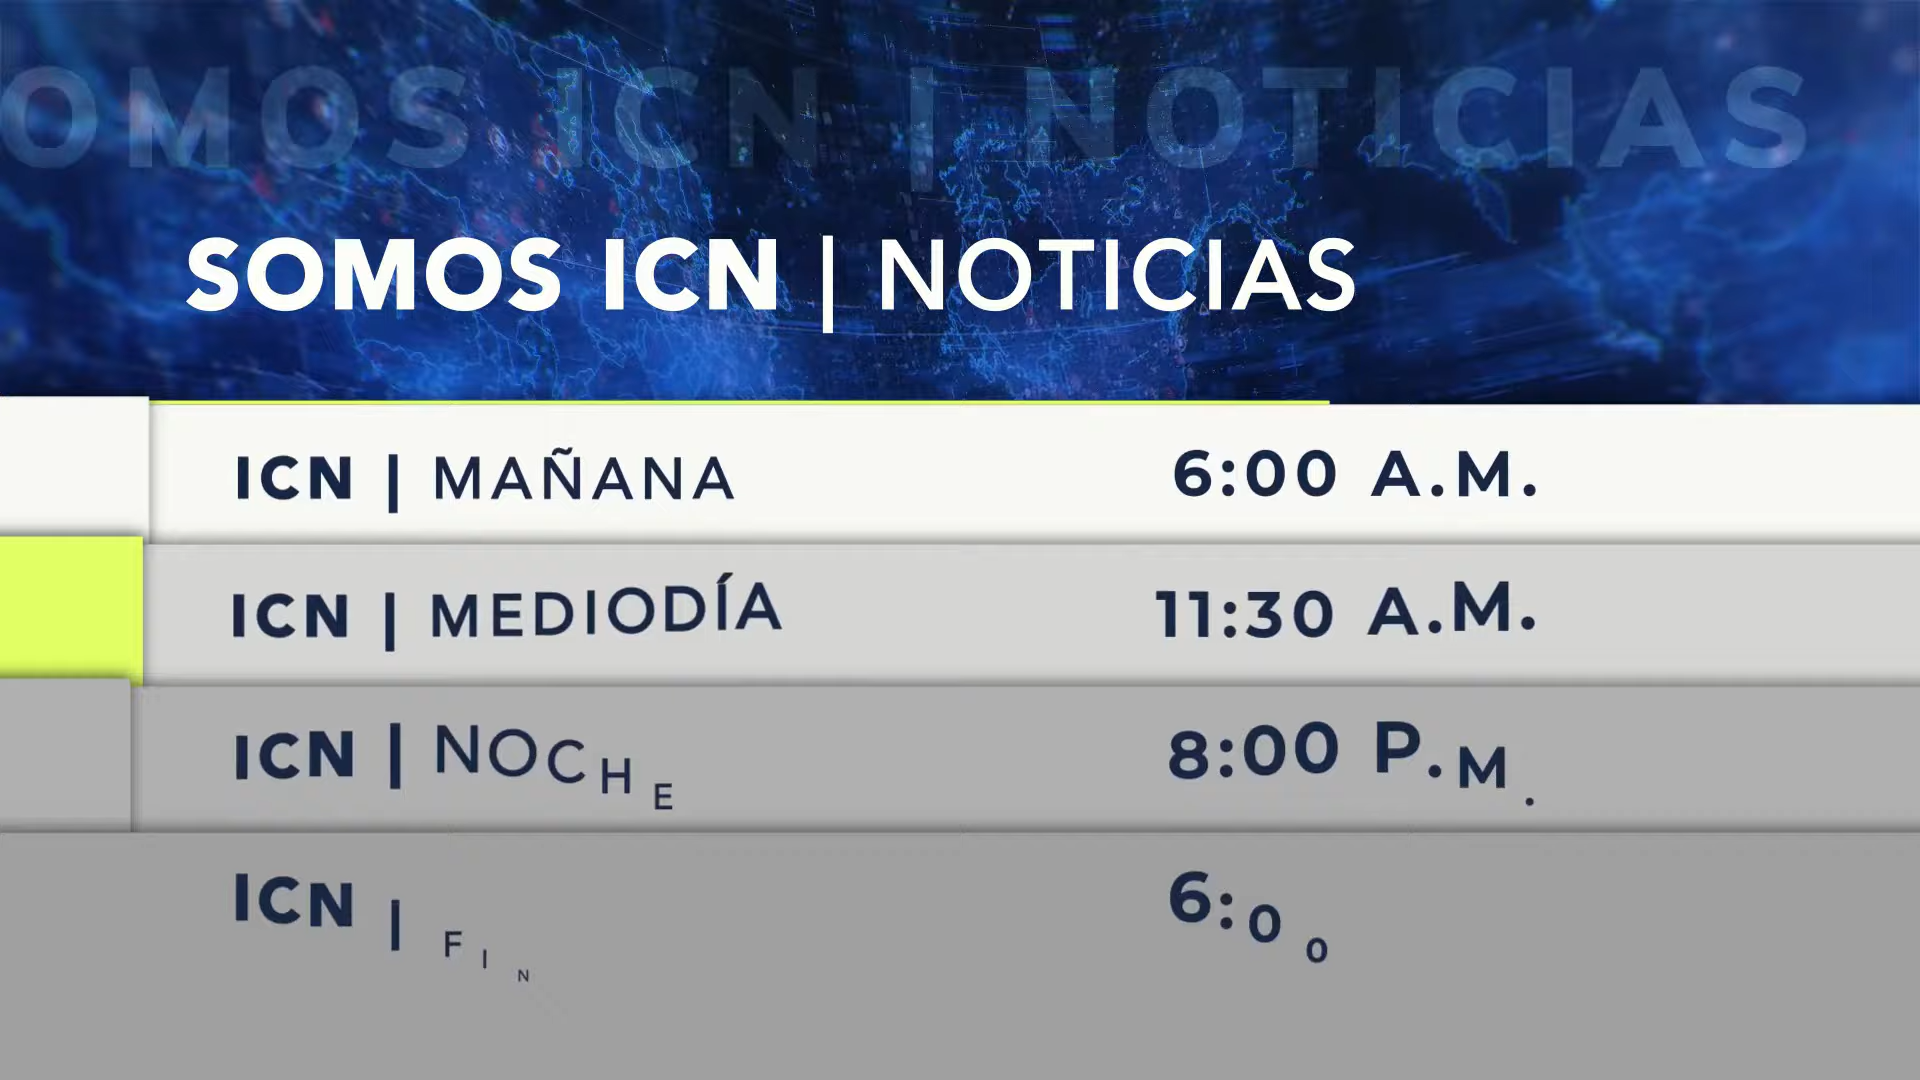 OMOS ICN | NOTICIAS
SOMOS ICN | NOTICIAS
ICN | MAÑANA 6:00 A.M.
ICN | MEDIODÍA 11:30 A.M.
ICN | NOCHE 8:00 P.M.
ICN | FIN 6:00